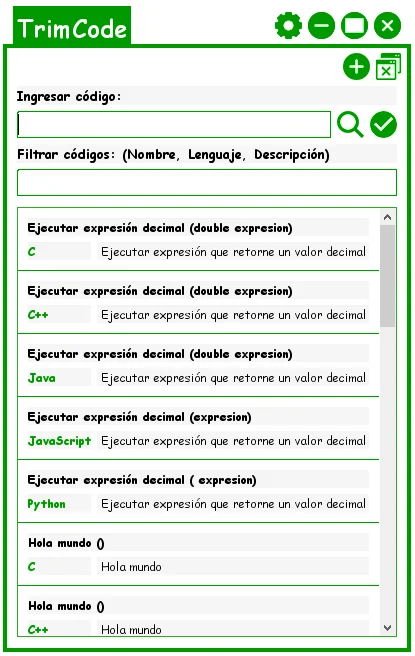 TrimCode
Ingresar código:
Filtrar códigos: (Nombre, Lenguaje, Descripción)
Ejecutar expresión decimal (double expresion)
C Ejecutar expresión que retorne un valor decimal
Ejecutar expresión decimal (double expresion)
C++ Ejecutar expresión que retorne un valor decimal
Ejecutar expresión decimal (double expresion)
Java Ejecutar expresión que retorne un valor decimal
Ejecutar expresión decimal (expresion)
JavaScript Ejecutar expresión que retorne un valor decimal
Ejecutar expresión decimal ( expresion)
Python Ejecutar expresión que retorne un valor decimal
Hola mundo ()
C Hola mundo
Hola mundo ()
C++ Hola mundo